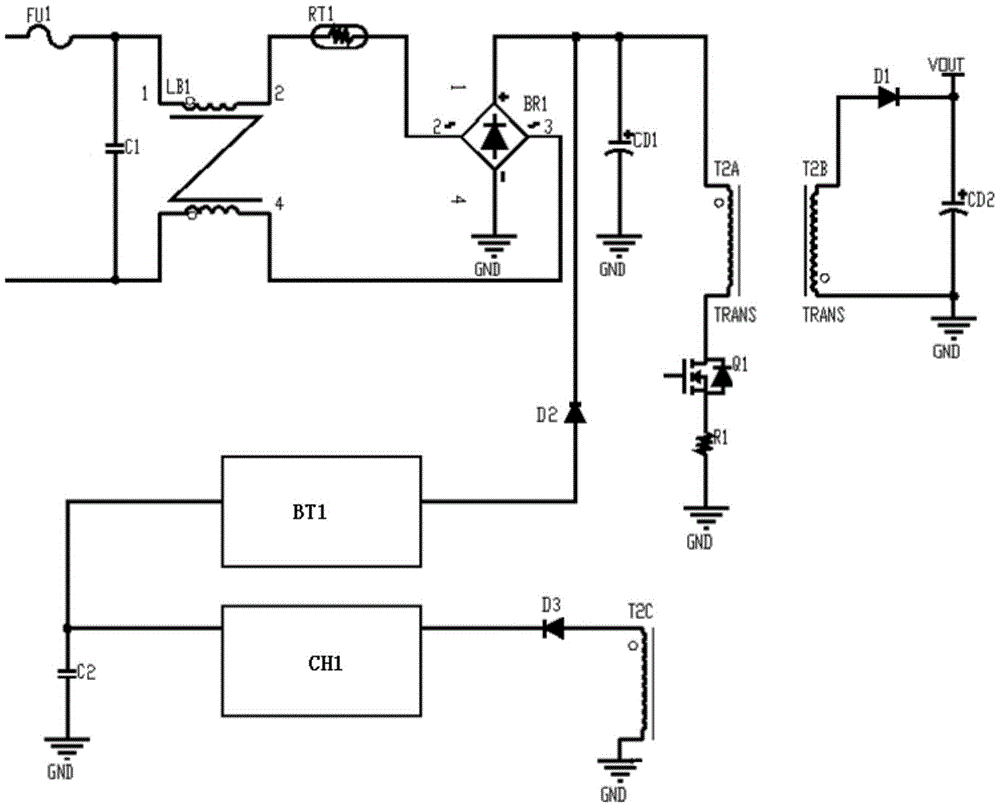 FU1
RT1
LB1
1
2
C1
4
1
BR1
2
3
4
GND
CD1
GND
T2A
TRANS
T2B
TRANS
D1
VOUT
CD2
GND
Q1
R1
GND
D2
BT1
CH1
D3
T2C
C2
GND
GND